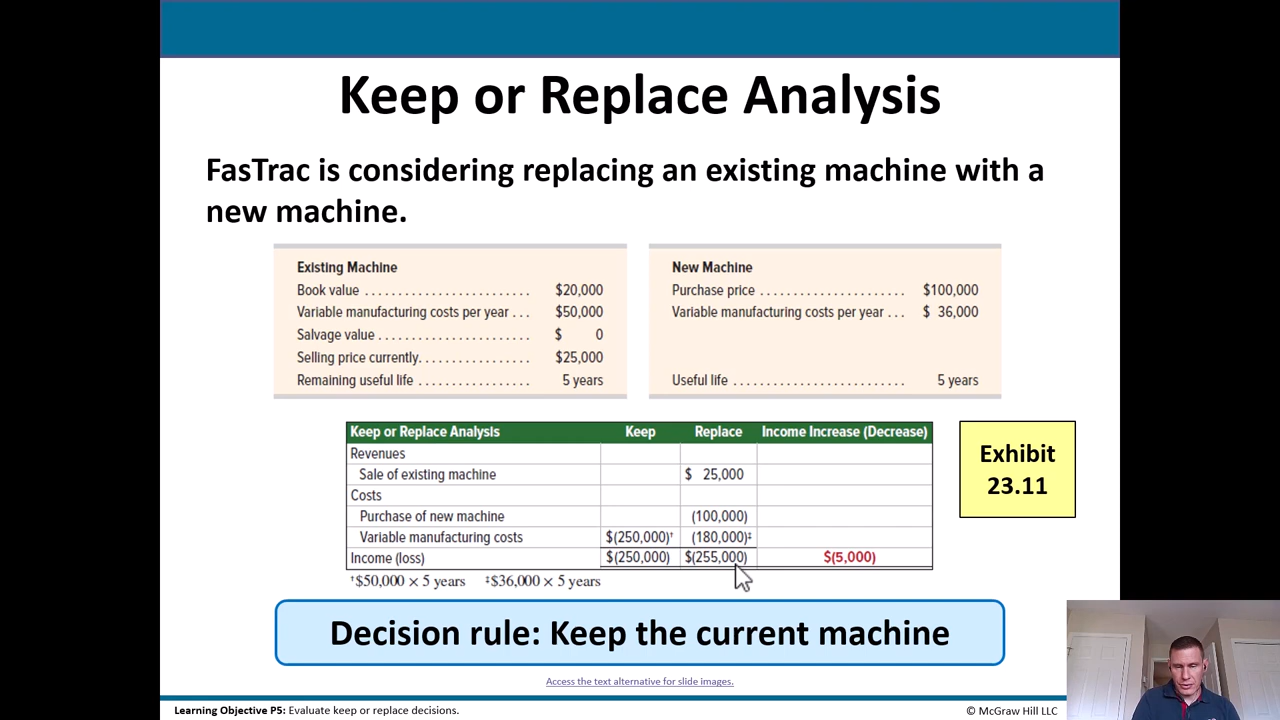 Keep or Replace Analysis
FasTrac is considering replacing an existing machine with a
new machine.
Existing Machine
Book value ........................ $20,000
Variable manufacturing costs per year ... $50,000
Salvage value ...................... $ 0
Selling price currently. ................ $25,000
Remaining useful life ................. 5 years
New Machine
Purchase price ...................... $100,000
Variable manufacturing costs per year ... $ 36,000
Useful life .......................... 5 years
Keep or Replace Analysis Keep Replace Income Increase (Decrease)
Revenues
Sale of existing machine $ 25,000
Costs
Purchase of new machine (100,000)
Variable manufacturing costs $(250,000)† (180,000)‡
Income (loss) $(250,000) $(255,000) $(5,000)
†$50,000 × 5 years ‡$36,000 × 5 years
Exhibit
23.11
Decision rule: Keep the current machine
Access the text alternative for slide images.
Learning Objective P5: Evaluate keep or replace decisions.
© McGraw Hill LLC